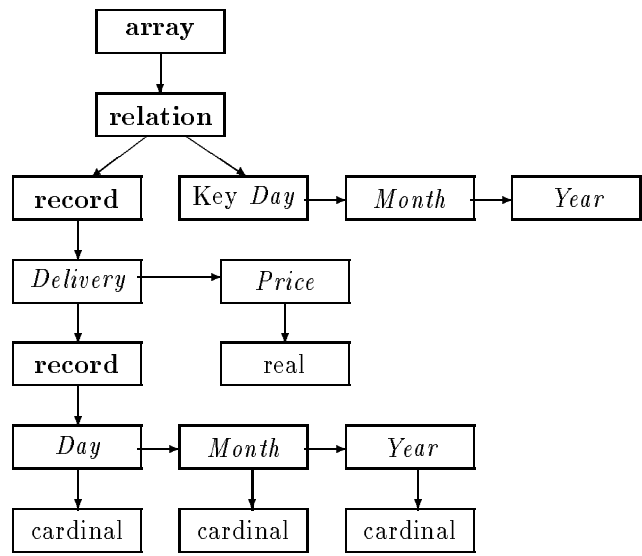 array
relation
record
Key Day
Month
Year
Delivery
Price
record
real
Day
Month
Year
cardinal
cardinal
cardinal